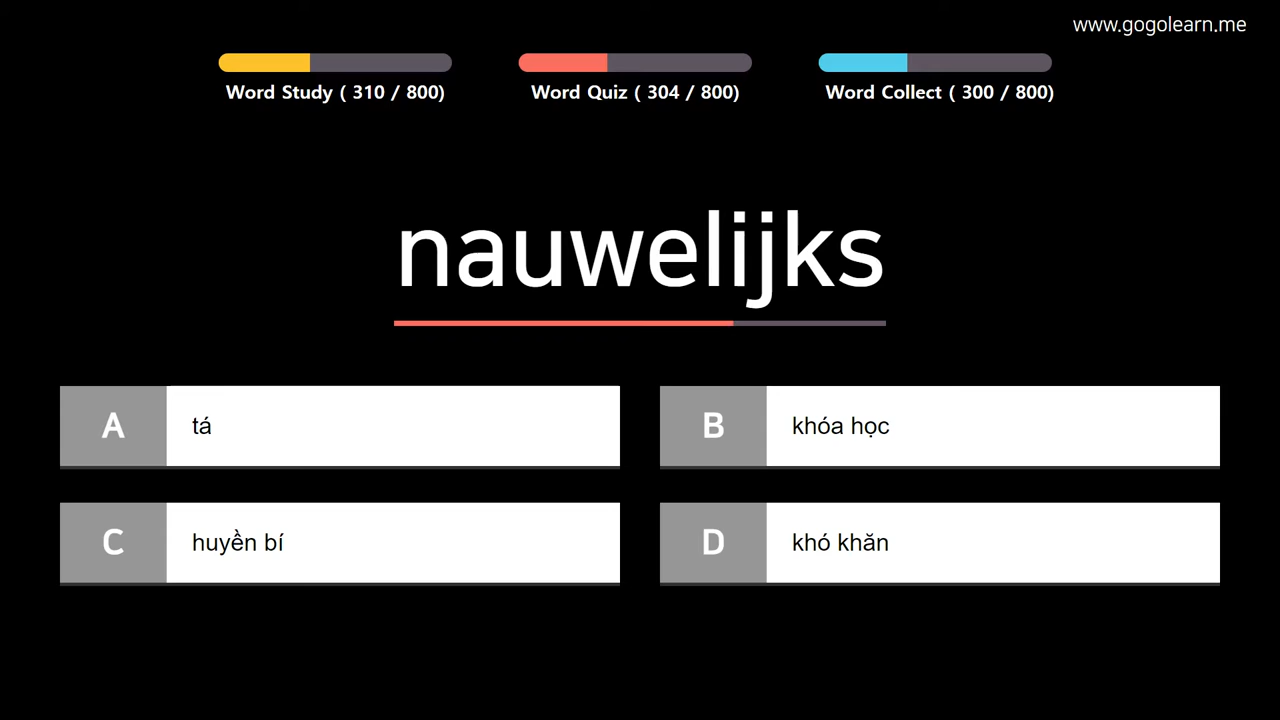 www.gogolearn.me
Word Study ( 310 / 800)
Word Quiz ( 304 / 800)
Word Collect ( 300 / 800)
nauwelijks
A tá
B khóa học
C huyền bí
D khó khăn